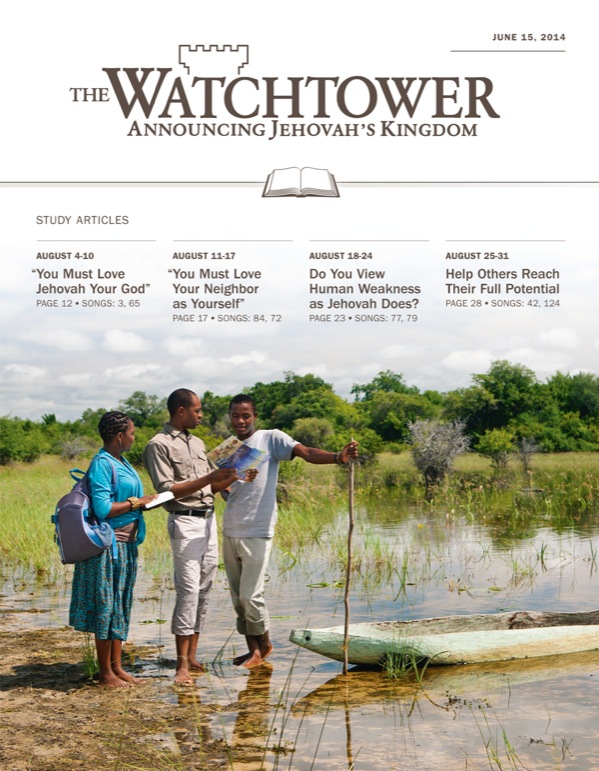 JUNE 15, 2014
THE WATCHTOWER
ANNOUNCING JEHOVAH'S KINGDOM
STUDY ARTICLES
AUGUST 4-10
“You Must Love
Jehovah Your God”
PAGE 12 • SONGS: 3, 65
AUGUST 11-17
“You Must Love
Your Neighbor
as Yourself”
PAGE 17 • SONGS: 84, 72
AUGUST 18-24
Do You View
Human Weakness
as Jehovah Does?
PAGE 23 • SONGS: 77, 79
AUGUST 25-31
Help Others Reach
Their Full Potential
PAGE 28 • SONGS: 42, 124